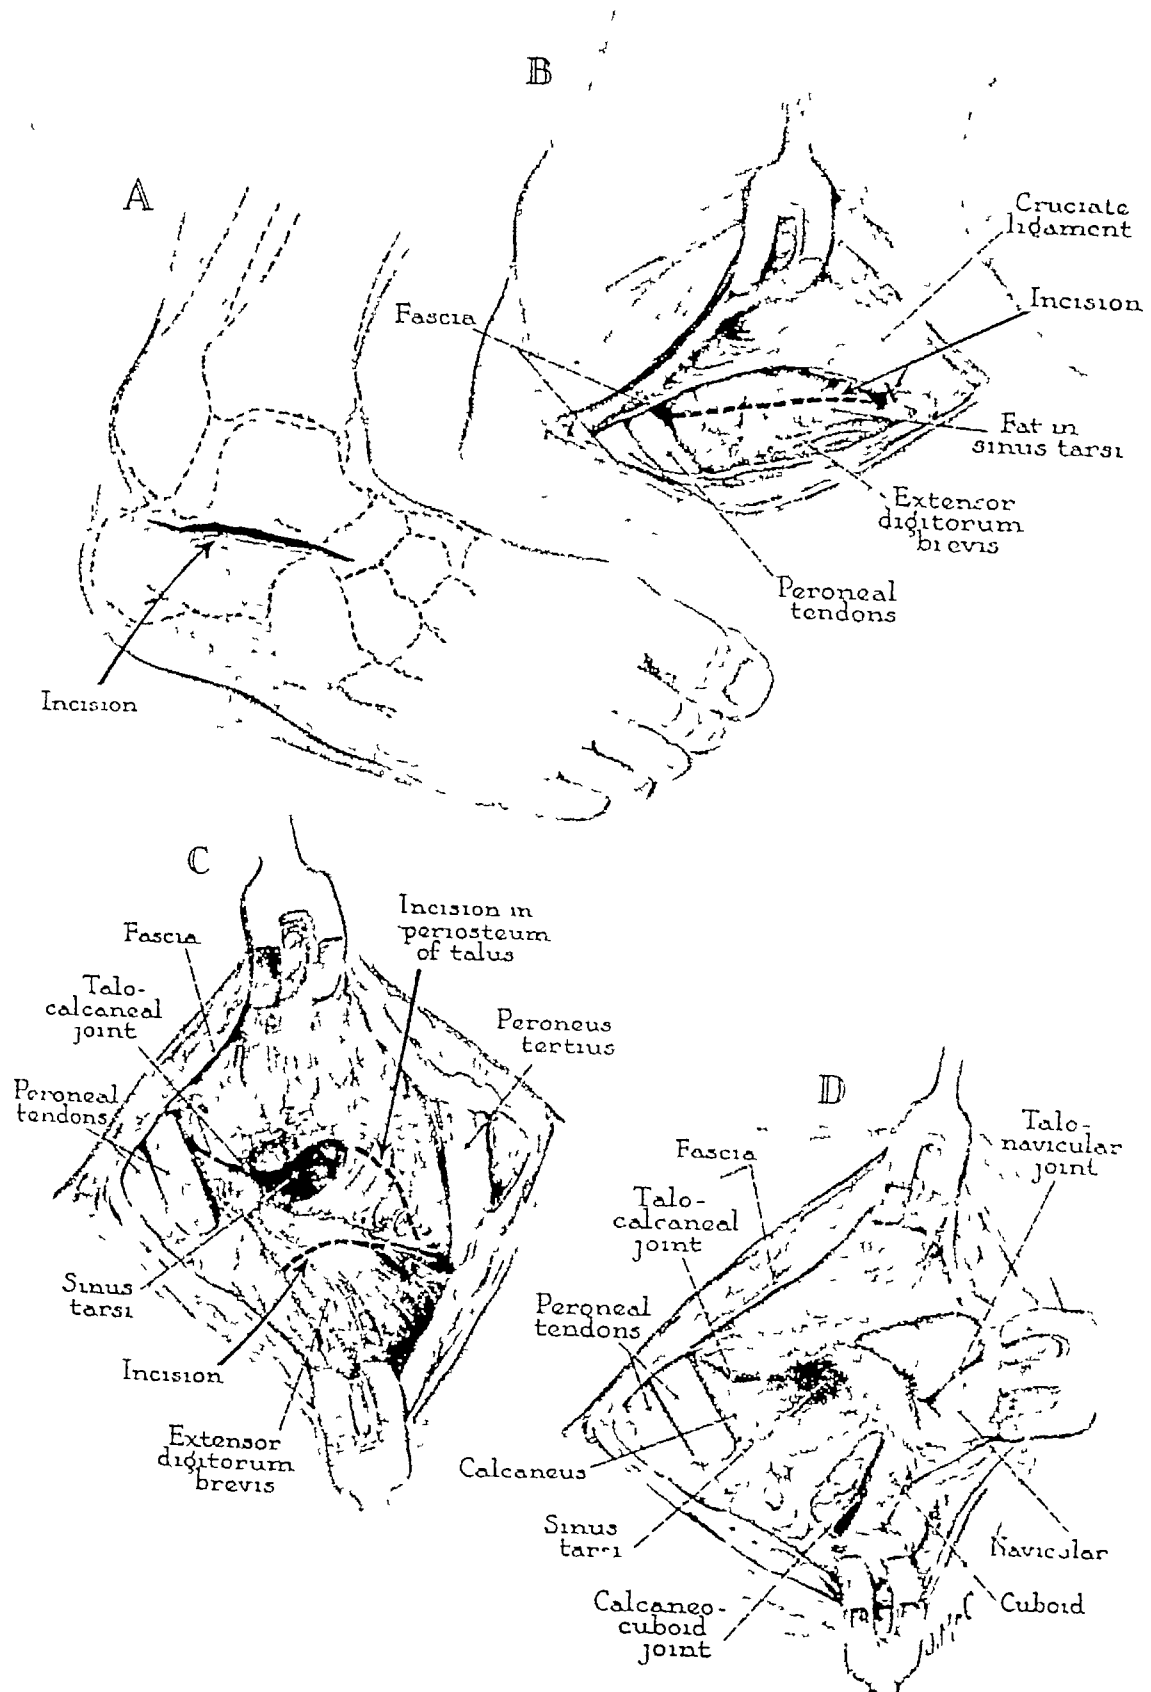 A
Incision
B
Cruciate
ligament
Incision
Fascia
Fat in
sinus tarsi
Extensor
digitorum
brevis
Peroneal
tendons
C
Fascia
Incision in
periosteum
of talus
Talo-
calcaneal
joint
Peroneus
tertius
Peroneal
tendons
Sinus
tarsi
Incision
Extensor
digitorum
brevis
D
Talo-
navicular
joint
Fascia
Talo-
calcaneal
joint
Peroneal
tendons
Calcaneus
Sinus
tarsi
Navicular
Calcaneo-
cuboid
joint
Cuboid